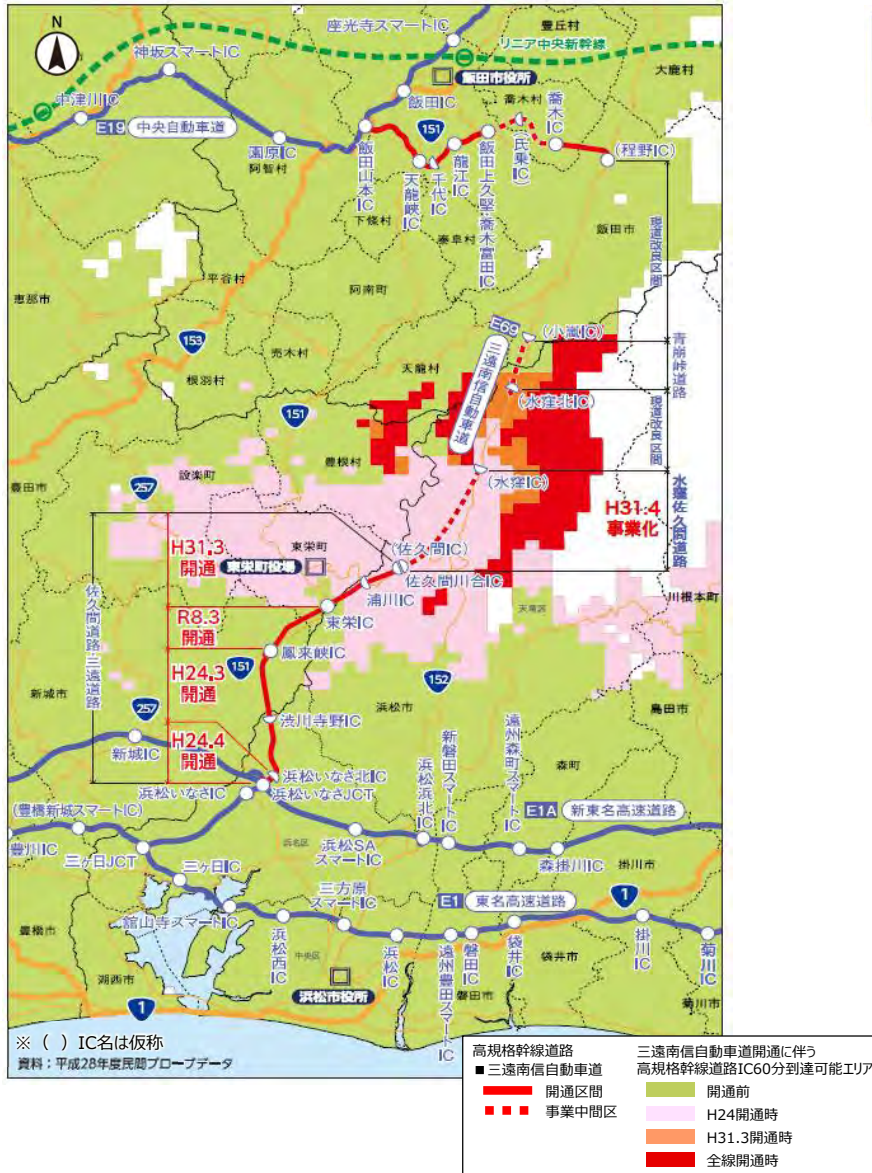 N
座光寺スマートIC
豊丘村
リニア中央新幹線
神坂スマートIC
飯田市役所
大鹿村
中津川IC
飯田IC
喬木村
喬木IC
E19 中央自動車道
151
(氏乗IC)
(程野IC)
園原IC
阿智村
飯田山本IC
天龍峡IC
千代IC
龍江IC
飯田上久堅・喬木富田IC
下條村
泰阜村
飯田市
現道改良区間
平谷村
恵那市
阿南町
E69
(小嵐IC)
153
売木村
三遠南信自動車道
青崩峠道路
天龍村
根羽村
(水窪北IC)
151
現道改良区間
豊根村
設楽町
(水窪IC)
豊田市
257
水窪佐久間道路
H31.4
事業化
H31.3
開通
東栄町
(佐久間IC)
東栄町役場
佐久間川合IC
浦川IC
川根本町
佐久間道路・三遠道路
R8.3
開通
東栄IC
天竜区
鳳来峡IC
H24.3
開通
151
152
新城市
浜松市
島田市
257
渋川寺野IC
新城IC
H24.4
開通
新磐田スマートIC
遠州森町スマートIC
浜松いなさ北IC
浜松いなさIC
浜松いなさJCT
浜松浜北IC
森町
(豊橋新城スマートIC)
E1A 新東名高速道路
豊川IC
浜名区
浜松SA
スマートIC
三ヶ日JCT
森掛川IC
掛川市
三ヶ日IC
三方原
スマートIC
E1 東名高速道路
1
舘山寺スマートIC
豊橋市
浜松西IC
中央区
浜松IC
遠州豊田スマートIC
磐田IC
袋井IC
袋井市
掛川IC
菊川IC
湖西市
浜松市役所
磐田市
菊川市
1
※( )IC名は仮称
資料:平成28年度民間プローブデータ
高規格幹線道路
■三遠南信自動車道
開通区間
事業中間区
三遠南信自動車道開通に伴う
高規格幹線道路IC60分到達可能エリア
開通前
H24開通時
H31.3開通時
全線開通時